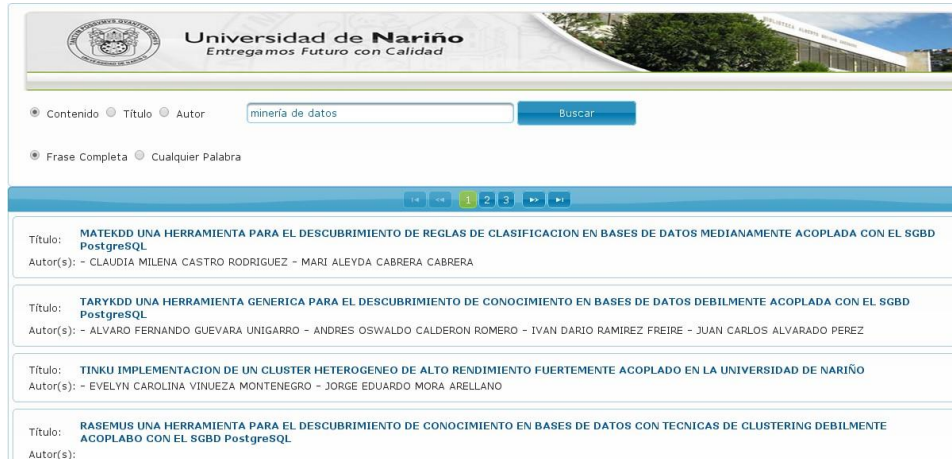 Universidad de Nariño
Entregamos Futuro con Calidad
Contenido Título Autor minería de datos Buscar
Frase Completa Cualquier Palabra
1 2 3
Título: MATEKDD UNA HERRAMIENTA PARA EL DESCUBRIMIENTO DE REGLAS DE CLASIFICACION EN BASES DE DATOS MEDIANAMENTE ACOPLADA CON EL SGBD
PostgreSQL
Autor(s): - CLAUDIA MILENA CASTRO RODRIGUEZ - MARI ALEYDA CABRERA CABRERA
Título: TARYKDD UNA HERRAMIENTA GENERICA PARA EL DESCUBRIMIENTO DE CONOCIMIENTO EN BASES DE DATOS DEBILMENTE ACOPLADA CON EL SGBD
PostgreSQL
Autor(s): - ALVARO FERNANDO GUEVARA UNIGARRO - ANDRES OSWALDO CALDERON ROMERO - IVAN DARIO RAMIREZ FREIRE - JUAN CARLOS ALVARADO PEREZ
Título: TINKU IMPLEMENTACION DE UN CLUSTER HETEROGENEO DE ALTO RENDIMIENTO FUERTEMENTE ACOPLADO EN LA UNIVERSIDAD DE NARIÑO
Autor(s): - EVELYN CAROLINA VINUEZA MONTENEGRO - JORGE EDUARDO MORA ARELLANO
Título: RASEMUS UNA HERRAMIENTA PARA EL DESCUBRIMIENTO DE CONOCIMIENTO EN BASES DE DATOS CON TECNICAS DE CLUSTERING DEBILMENTE
ACOPLABO CON EL SGBD PostgreSQL
Autor(s):